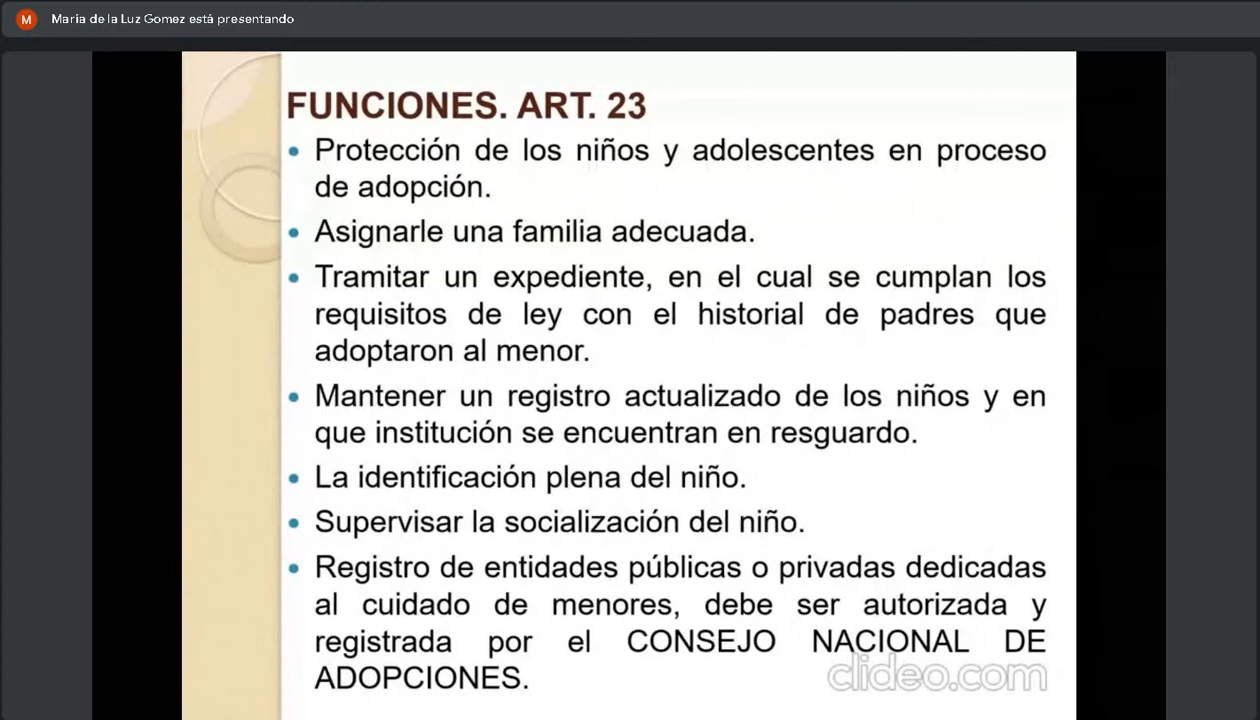 M
Maria de la Luz Gomez está presentando
FUNCIONES. ART. 23
• Protección de los niños y adolescentes en proceso
de adopción.
• Asignarle una familia adecuada.
• Tramitar un expediente, en el cual se cumplan los
requisitos de ley con el historial de padres que
adoptaron al menor.
• Mantener un registro actualizado de los niños y en
que institución se encuentran en resguardo.
• La identificación plena del niño.
• Supervisar la socialización del niño.
• Registro de entidades públicas o privadas dedicadas
al cuidado de menores, debe ser autorizada y
registrada por el CONSEJO NACIONAL DE
ADOPCIONES.
clideo.com